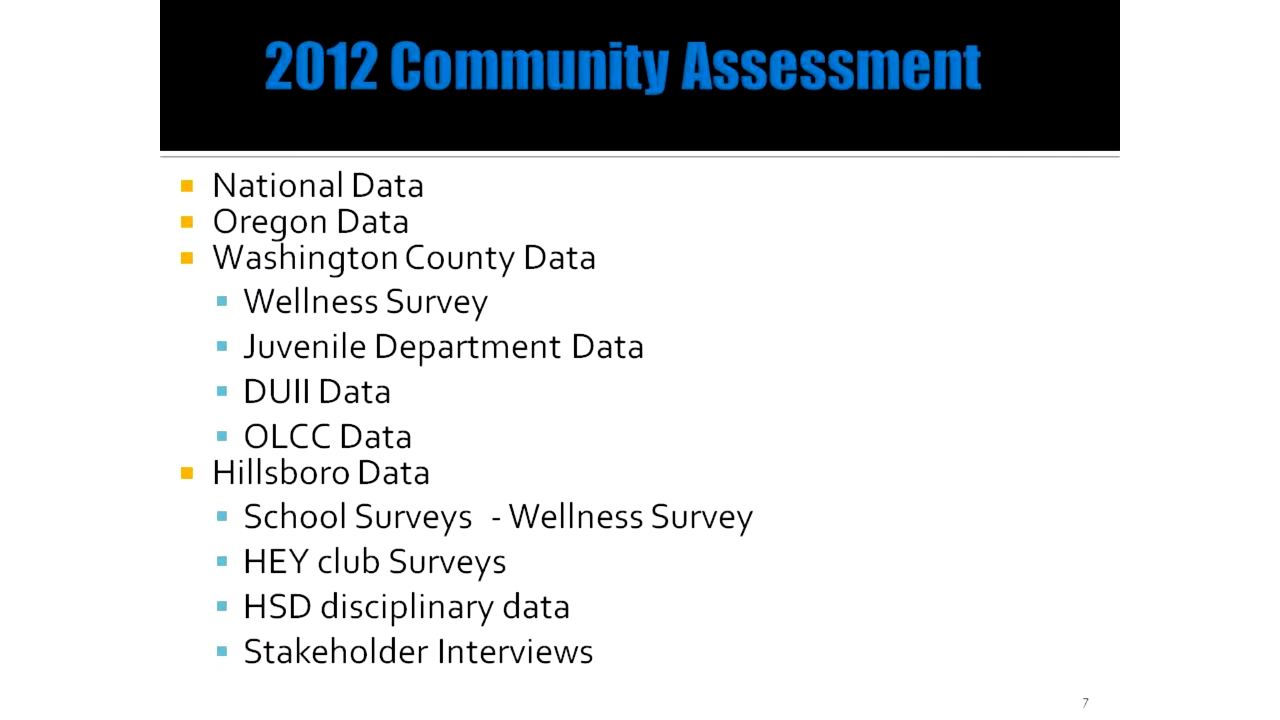 2012 Community Assessment
National Data
Oregon Data
Washington County Data
Wellness Survey
Juvenile Department Data
DUII Data
OLCC Data
Hillsboro Data
School Surveys - Wellness Survey
HEY club Surveys
HSD disciplinary data
Stakeholder Interviews
7